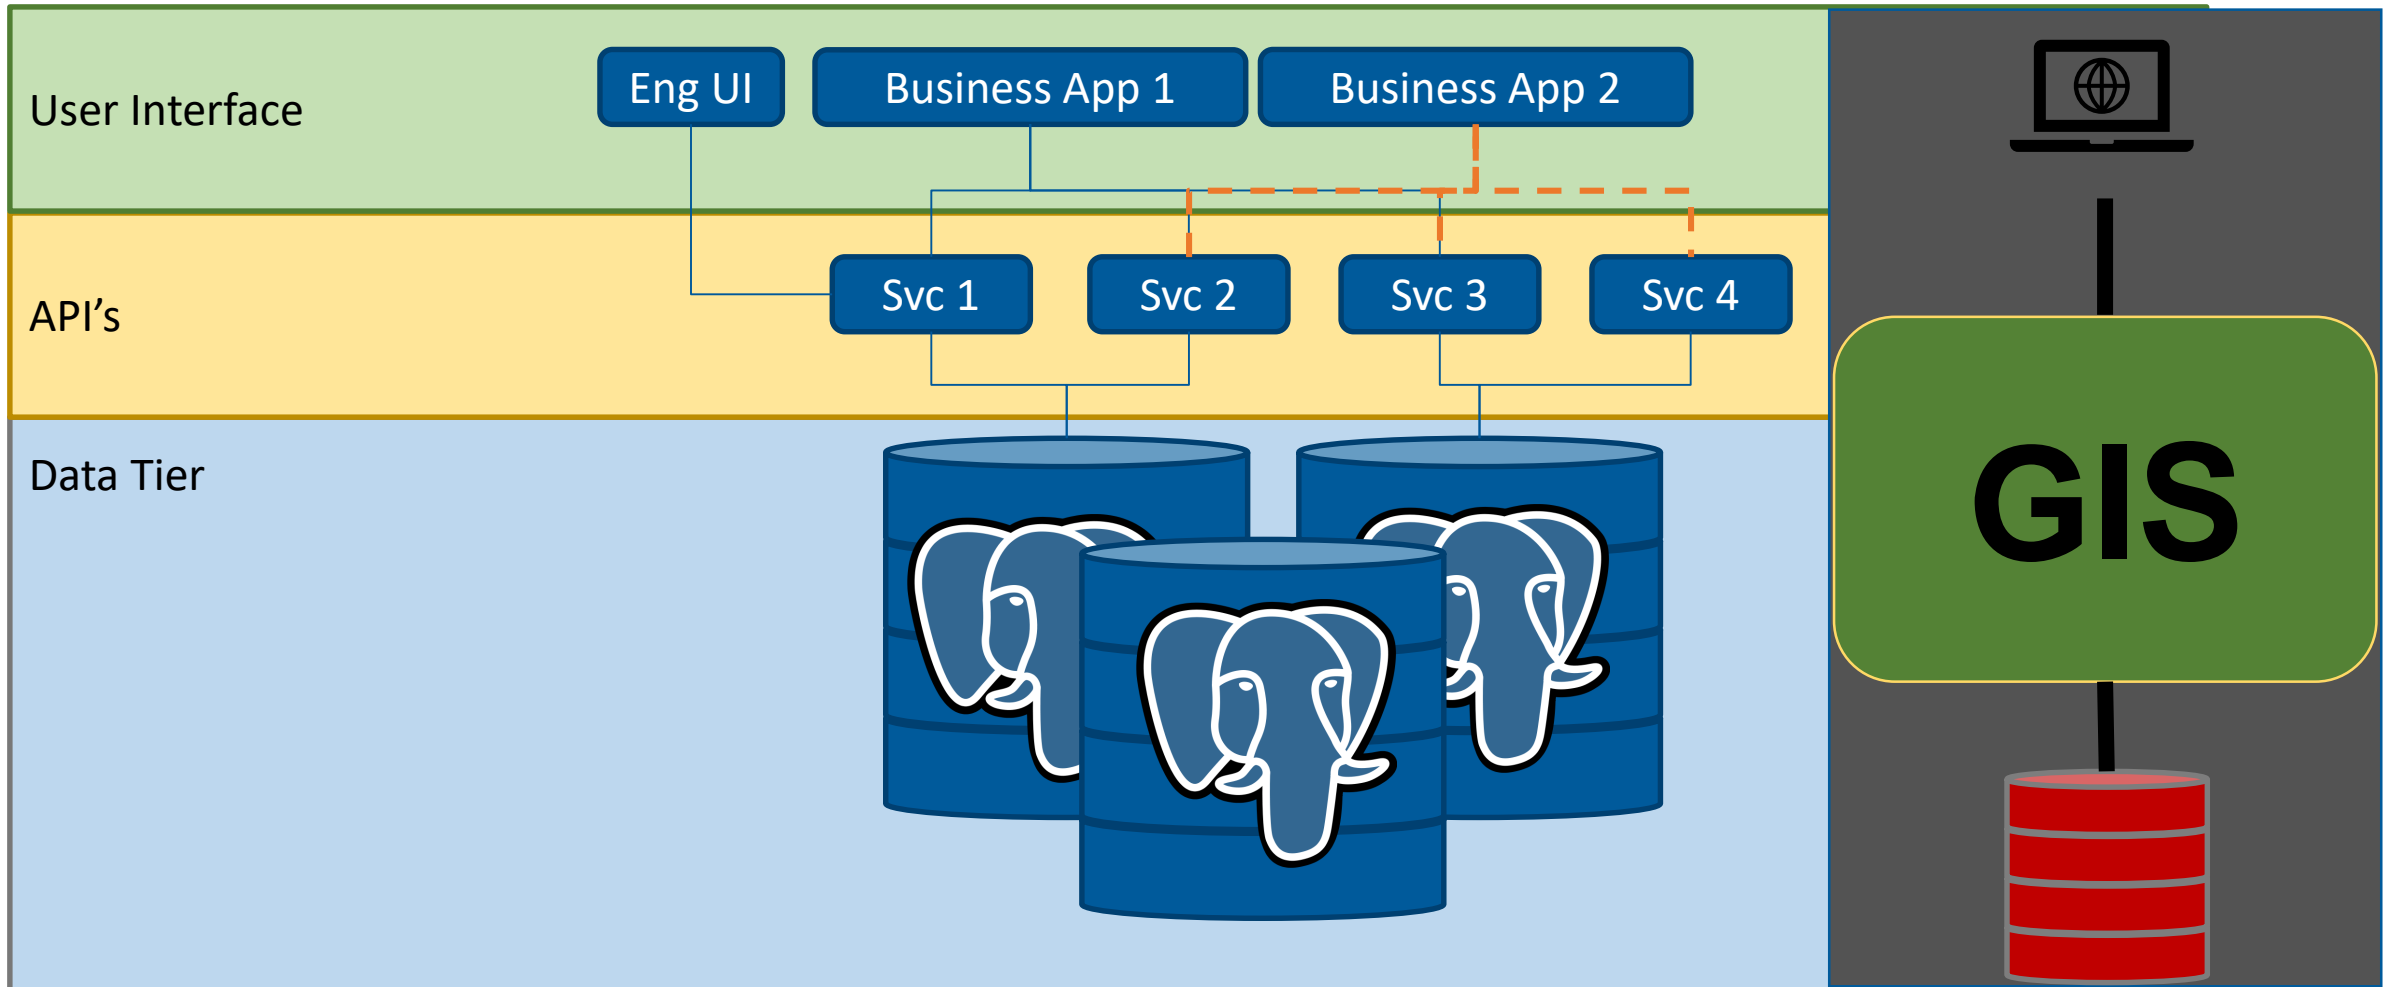 User Interface
Eng UI
Business App 1
Business App 2
API’s
Svc 1
Svc 2
Svc 3
Svc 4
Data Tier
GIS